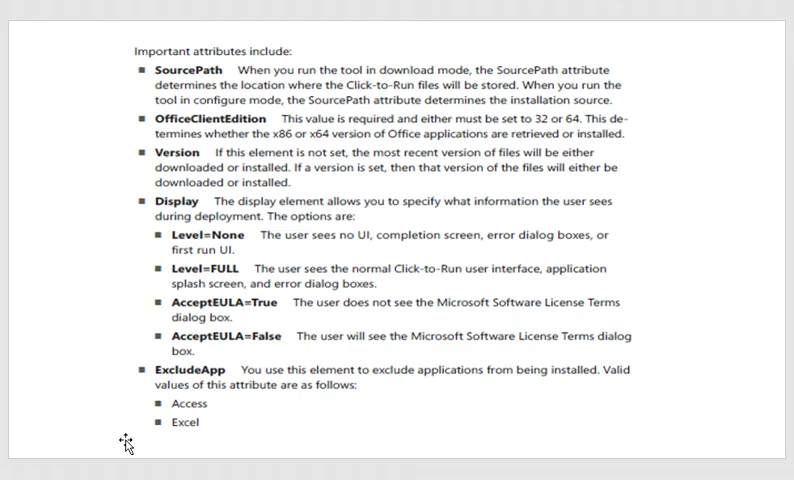 Important attributes include:
■ SourcePath When you run the tool in download mode, the SourcePath attribute
determines the location where the Click-to-Run files will be stored. When you run the
tool in configure mode, the SourcePath attribute determines the installation source.
■ OfficeClientEdition This value is required and either must be set to 32 or 64. This de-
termines whether the x86 or x64 version of Office applications are retrieved or installed.
■ Version If this element is not set, the most recent version of files will be either
downloaded or installed. If a version is set, then that version of the files will either be
downloaded or installed.
■ Display The display element allows you to specify what information the user sees
during deployment. The options are:
■ Level=None The user sees no UI, completion screen, error dialog boxes, or
first run UI.
■ Level=FULL The user sees the normal Click-to-Run user interface, application
splash screen, and error dialog boxes.
■ AcceptEULA=True The user does not see the Microsoft Software License Terms
dialog box.
■ AcceptEULA=False The user will see the Microsoft Software License Terms dialog
box.
■ ExcludeApp You use this element to exclude applications from being installed. Valid
values of this attribute are as follows:
■ Access
■ Excel